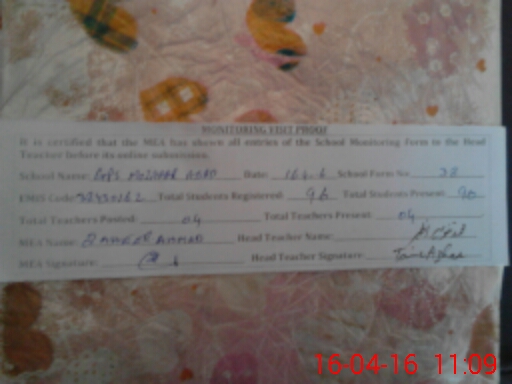 MONITORING VISIT PROOF
It is certified that the MEA has shown all entries of the School Monitoring form to the Head
Teacher before its online submission.
School Name: Date: 16.4.6 School Form No 38
EMIS Code Total Students Registered: 96 Total Students Present: 90
Total Teachers Posted: 04 Total Teachers Present: 04
MEA Name: AHMAD Head Teacher Name:
MEA Signature: Head Teacher Signature:
16-04-16 11:09